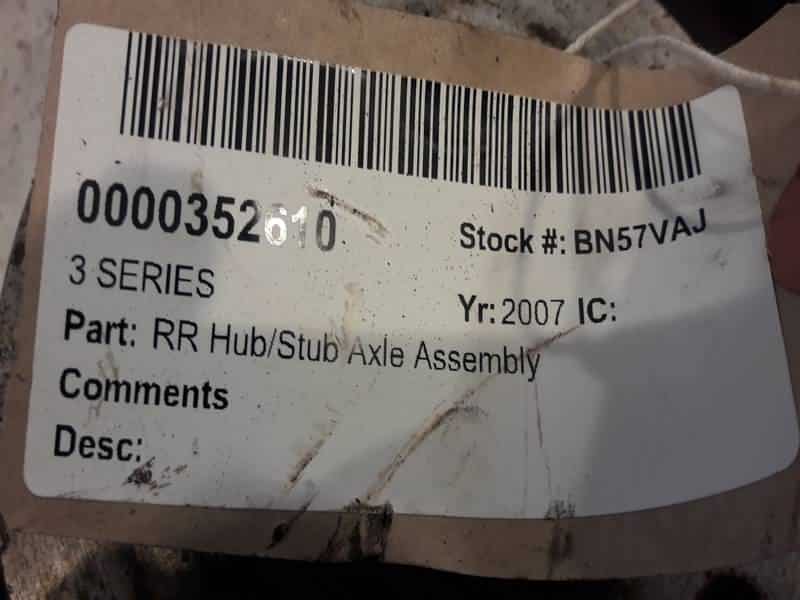 0000352610
Stock #: BN57VAJ
3 SERIES
Yr: 2007 IC:
Part: RR Hub/Stub Axle Assembly
Comments
Desc: